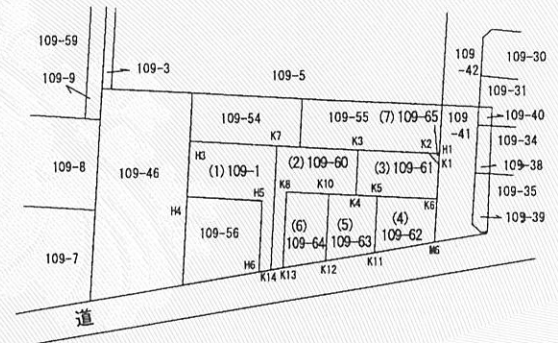 109-59
109-3
109-9
109-5
109
-42
109-30
109-31
109-40
109-54
109-55
(7) 109-65
109
-41
109-34
109-38
109-35
109-39
109-8
109-46
109-7
H3
K7
K3
K2
H1
K1
(1) 109-1
(2) 109-60
(3) 109-61
H4
H5
K8
K10
K4
K5
K6
109-56
(6)
109-64
(5)
109-63
(4)
109-62
H6
K14
K13
K12
K11
M6
道